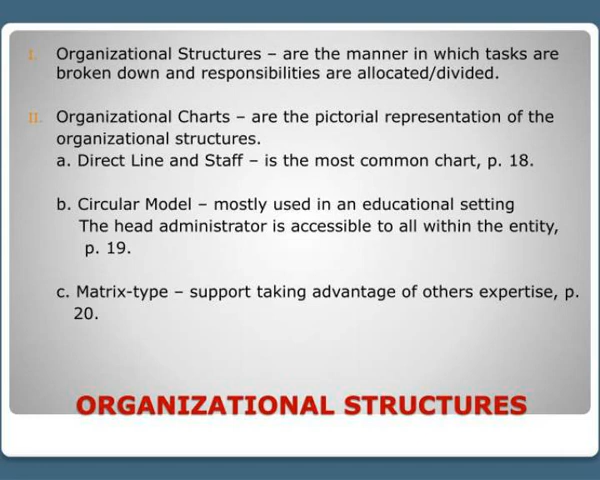 I. Organizational Structures – are the manner in which tasks are
broken down and responsibilities are allocated/divided.
II. Organizational Charts – are the pictorial representation of the
organizational structures.
a. Direct Line and Staff – is the most common chart, p. 18.
b. Circular Model – mostly used in an educational setting
The head administrator is accessible to all within the entity,
p. 19.
c. Matrix-type – support taking advantage of others expertise, p.
20.
ORGANIZATIONAL STRUCTURES